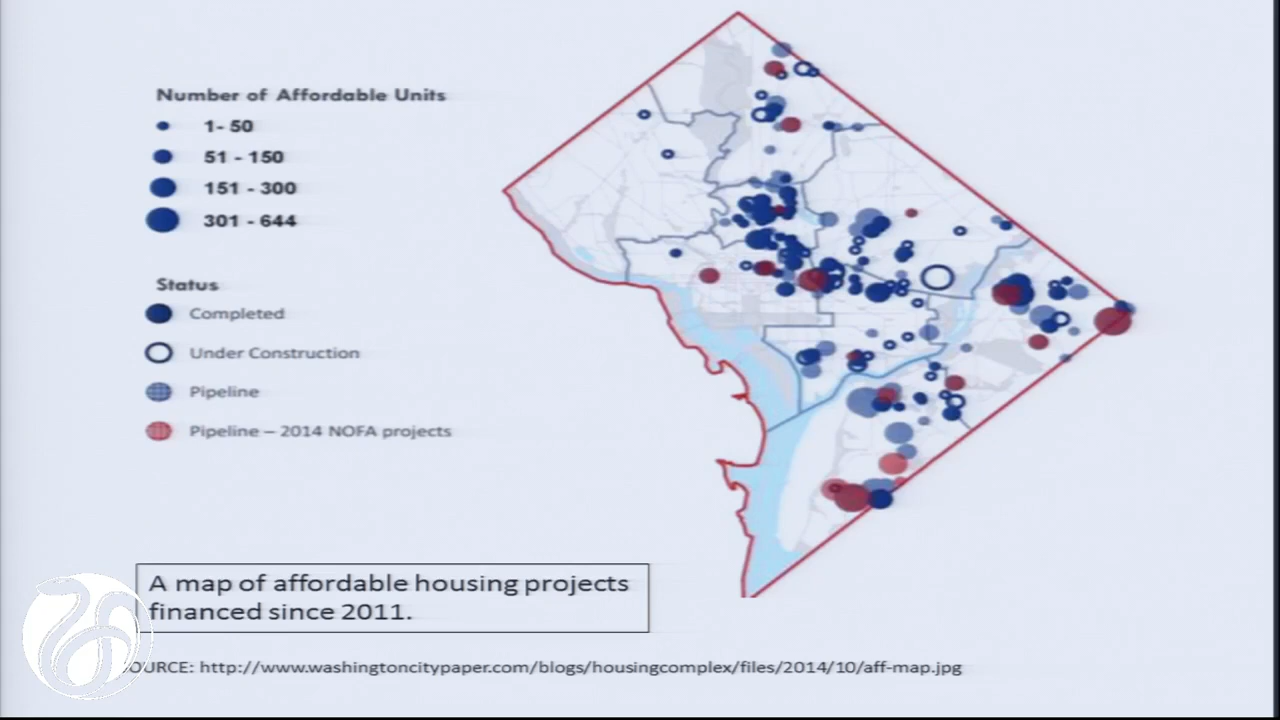 Number of Affordable Units
1- 50
51 - 150
151 - 300
301 - 644
Status
Completed
Under Construction
Pipeline
Pipeline – 2014 NOFA projects
A map of affordable housing projects
financed since 2011.
OURCE: http://www.washingtoncitypaper.com/blogs/housingcomplex/files/2014/10/aff-map.jpg